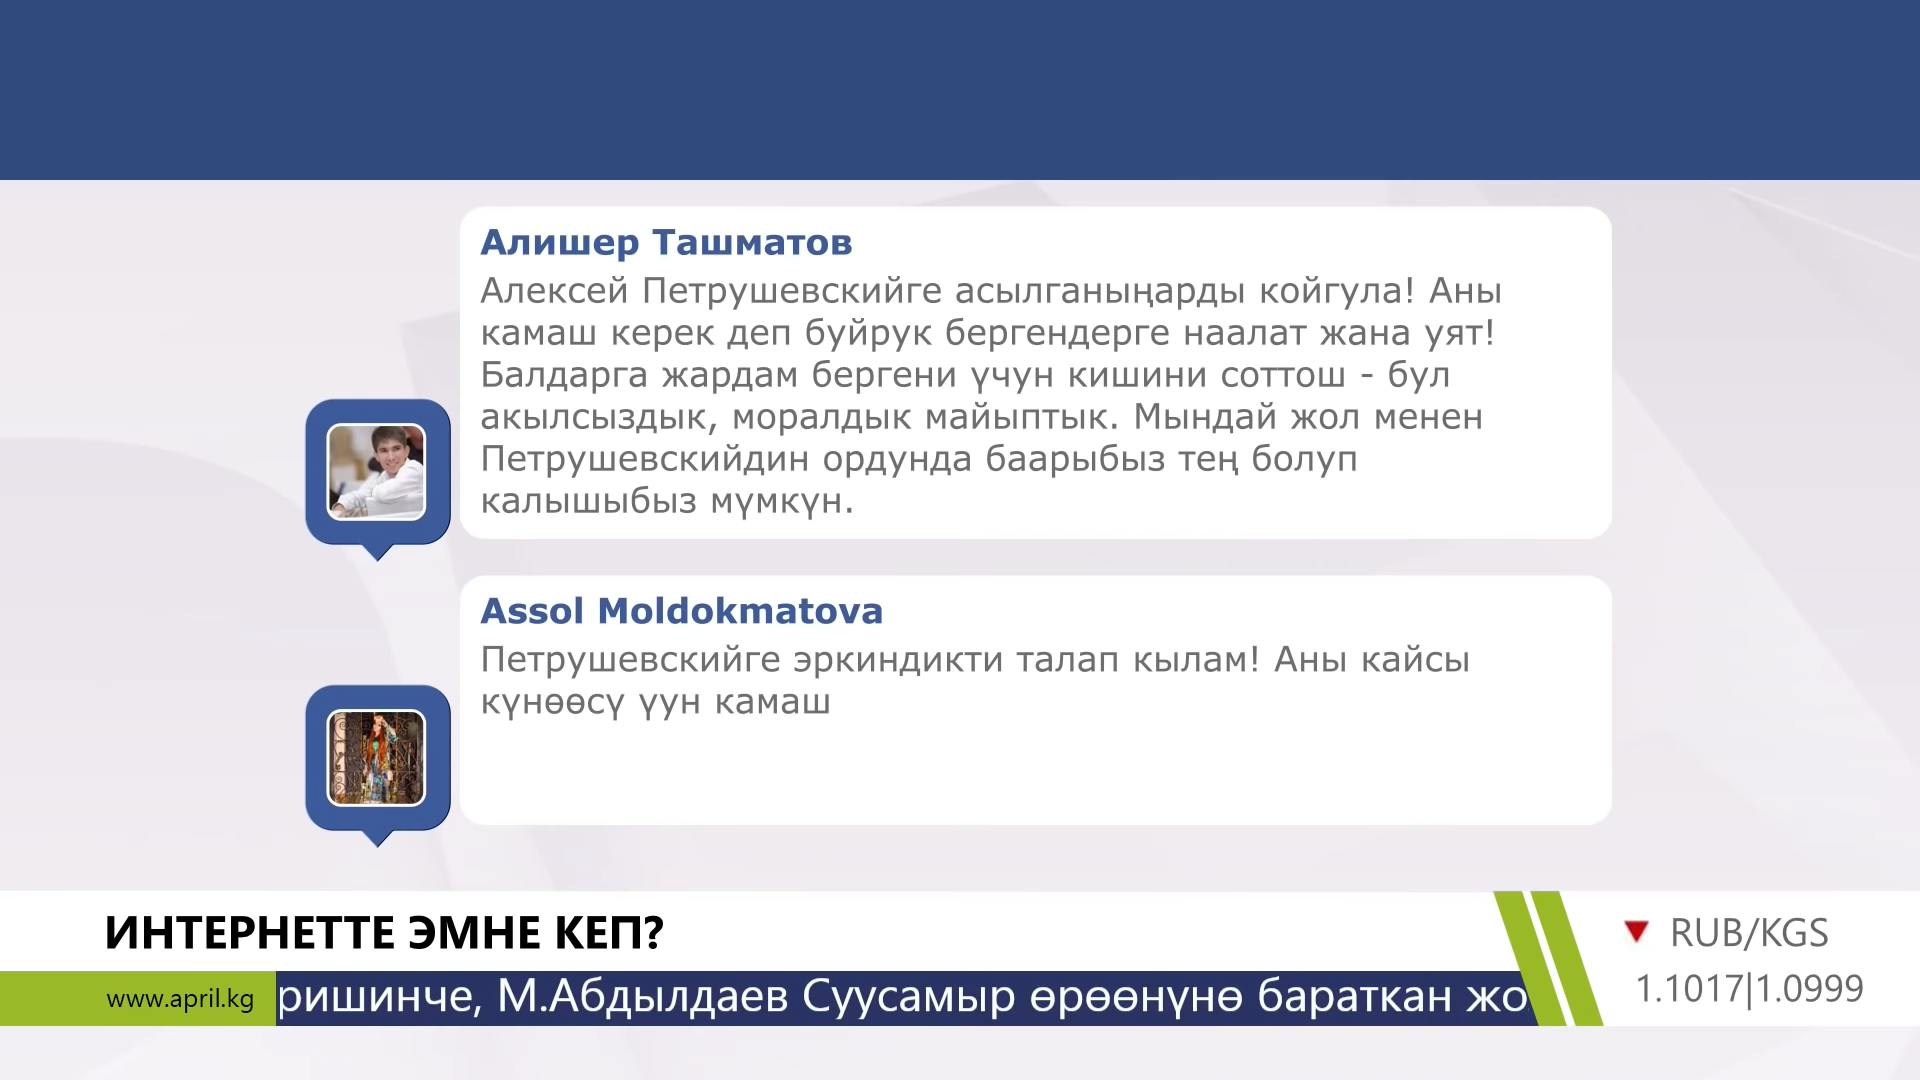 Алишер Ташматов
Алексей Петрушевскийге асылганыңарды койгула! Аны
камаш керек деп буйрук бергендерге наалат жана уят!
Балдарга жардам бергени үчун кишини соттош - бул
акылсыздык, моралдык майыптык. Мындай жол менен
Петрушевскийдин ордунда баарыбыз тең болуп
калышыбыз мүмкүн.
Assol Moldokmatova
Петрушевскийге эркиндикти талап кылам! Аны кайсы
күнөөсү үун камаш
ИНТЕРНЕТТЕ ЭМНЕ КЕП?
RUB/KGS
1.1017|1.0999
www.april.kg
ришинче, М.Абдылдаев Суусамыр өрөөнүнө бараткан жо